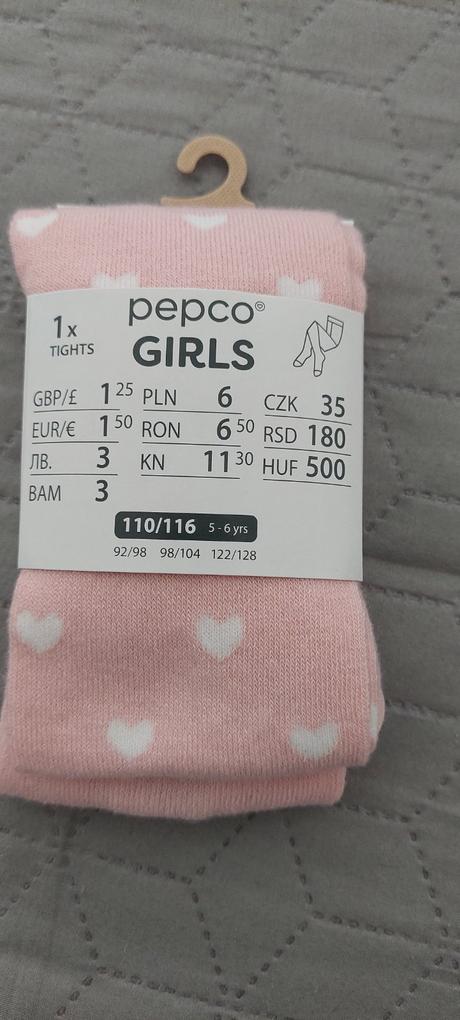 pepco®
1x
TIGHTS
GIRLS
GBP/£ 1 25 PLN 6 CZK 35
EUR/€ 1 50 RON 6 50 RSD 180
ЛВ. 3 KN 11 30 HUF 500
BAM 3
110/116 5 - 6 yrs
92/98 98/104 122/128